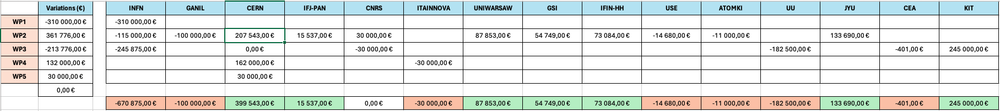 Variations (€) INFN GANIL CERN IFJ-PAN CNRS ITAINNOVA UNIWARSAW GSI IFIN-HH USE ATOMKI UU JYU CEA KIT
WP1 -310 000,00 € -310 000,00 €
WP2 361 776,00 € -115 000,00 € -100 000,00 € 207 543,00 € 15 537,00 € 30 000,00 € 87 853,00 € 54 749,00 € 73 084,00 € -14 680,00 € -11 000,00 € 133 690,00 €
WP3 -213 776,00 € -245 875,00 € 0,00 € -30 000,00 € -182 500,00 € -401,00 € 245 000,00 €
WP4 132 000,00 € 162 000,00 € -30 000,00 €
WP5 30 000,00 € 30 000,00 €
0,00 €
-670 875,00 € -100 000,00 € 399 543,00 € 15 537,00 € 0,00 € -30 000,00 € 87 853,00 € 54 749,00 € 73 084,00 € -14 680,00 € -11 000,00 € -182 500,00 € 133 690,00 € -401,00 € 245 000,00 €